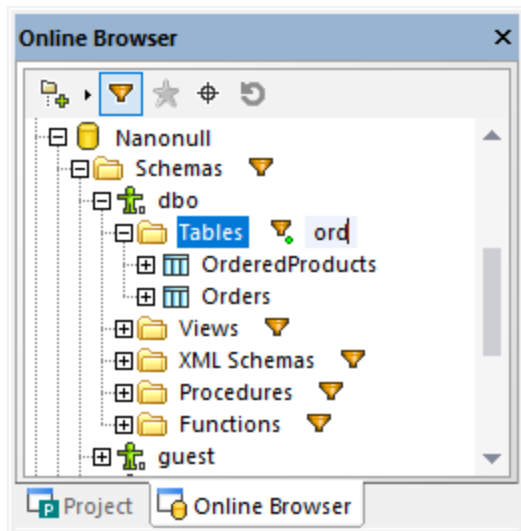 Online Browser
Nanonull
Schemas
dbo
Tables ord
OrderedProducts
Orders
Views
XML Schemas
Procedures
Functions
guest
Project Online Browser